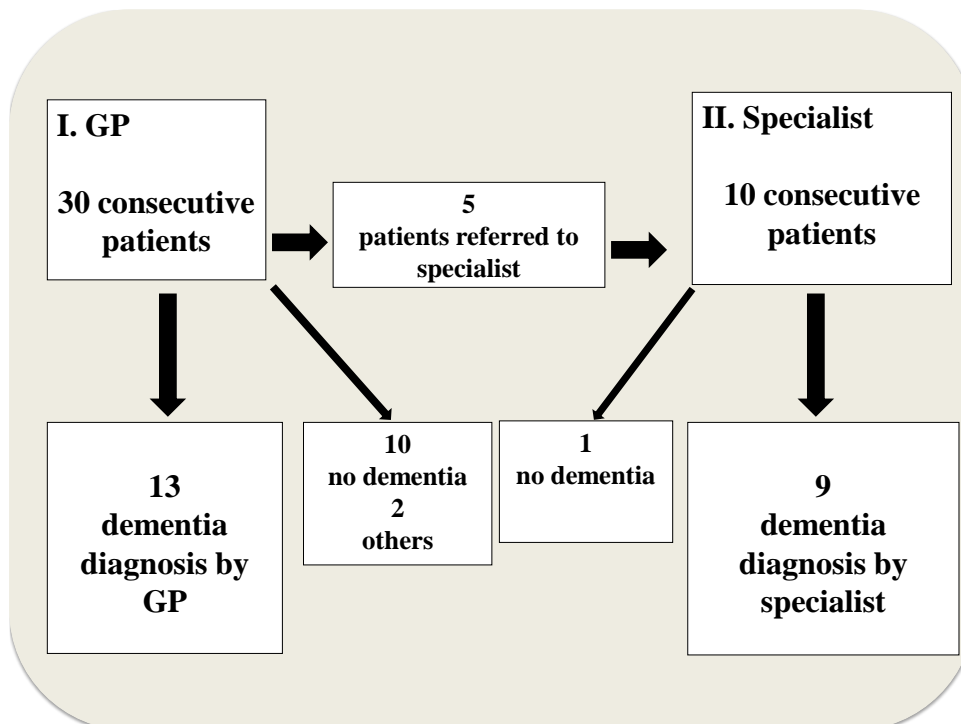 I. GP
30 consecutive
patients
5
patients referred to
specialist
II. Specialist
10 consecutive
patients
13
dementia
diagnosis by
GP
10
no dementia
2
others
1
no dementia
9
dementia
diagnosis by
specialist